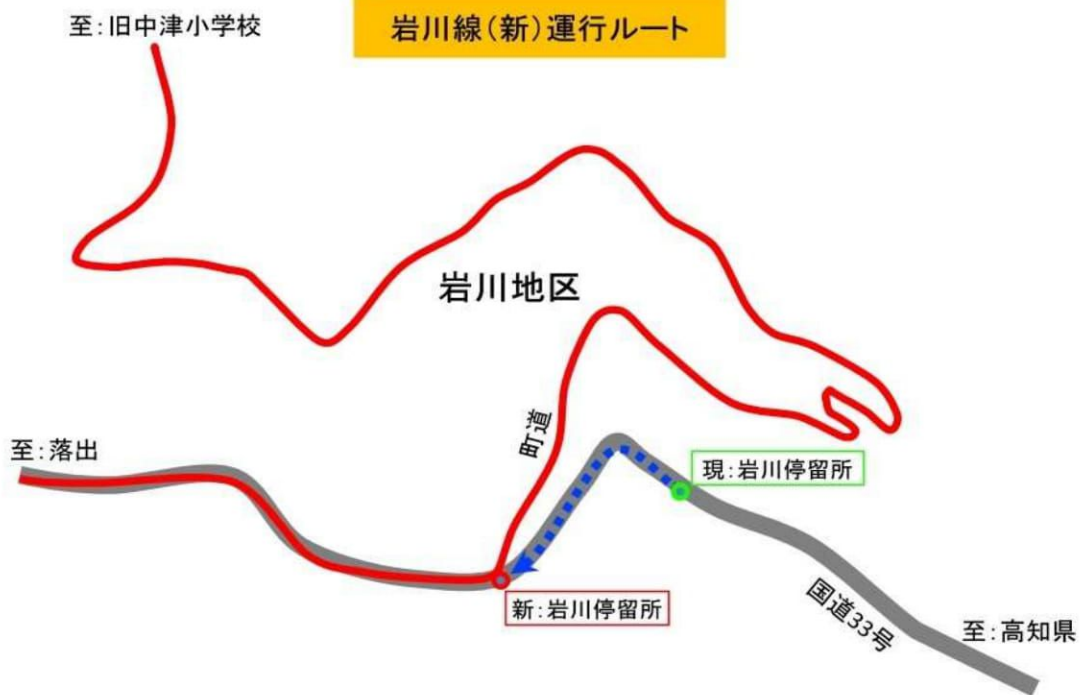 至：旧中津小学校
岩川線（新）運行ルート
岩川地区
町道
至：落出
現：岩川停留所
新：岩川停留所
国道33号
至：高知県